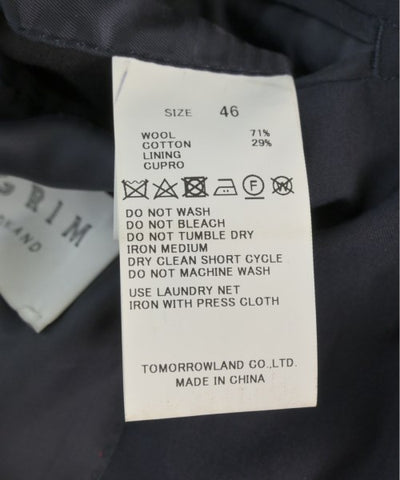 SIZE 46
WOOL 71%
COTTON 29%
LINING
CUPRO
F W
DO NOT WASH
DO NOT BLEACH
DO NOT TUMBLE DRY
IRON MEDIUM
DRY CLEAN SHORT CYCLE
DO NOT MACHINE WASH
USE LAUNDRY NET
IRON WITH PRESS CLOTH
TOMORROWLAND CO.,LTD.
MADE IN CHINA
RIM